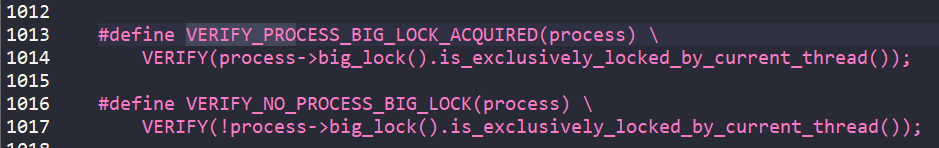 1012
1013 #define VERIFY_PROCESS_BIG_LOCK_ACQUIRED(process) \
1014 VERIFY(process->big_lock().is_exclusively_locked_by_current_thread());
1015
1016 #define VERIFY_NO_PROCESS_BIG_LOCK(process) \
1017 VERIFY(!process->big_lock().is_exclusively_locked_by_current_thread());
1018